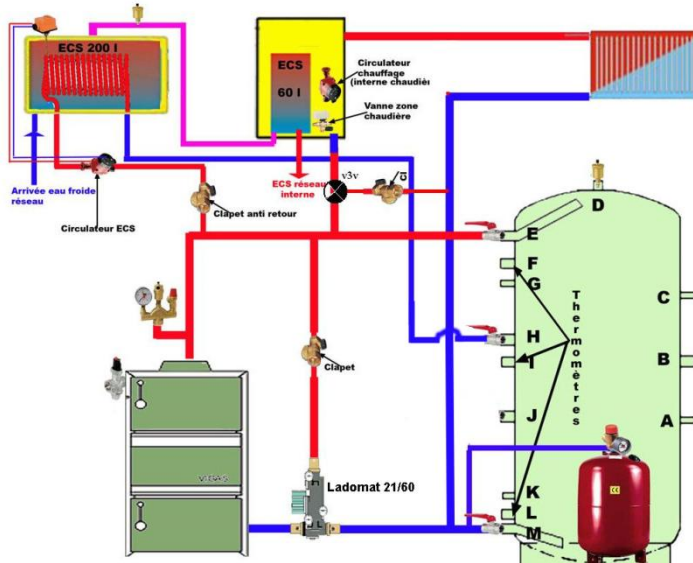 ECS 200 l
ECS
60 l
Circulateur
chauffage
(interne chaudièr
Vanne zone
chaudière
Arrivée eau froide
réseau
Circulateur ECS
Clapet anti retour
ECS réseau
interne
v3v
D
E
F
G
C
H
I
B
J
A
K
L
M
Thermomètres
Clapet
Ladomat 21/60